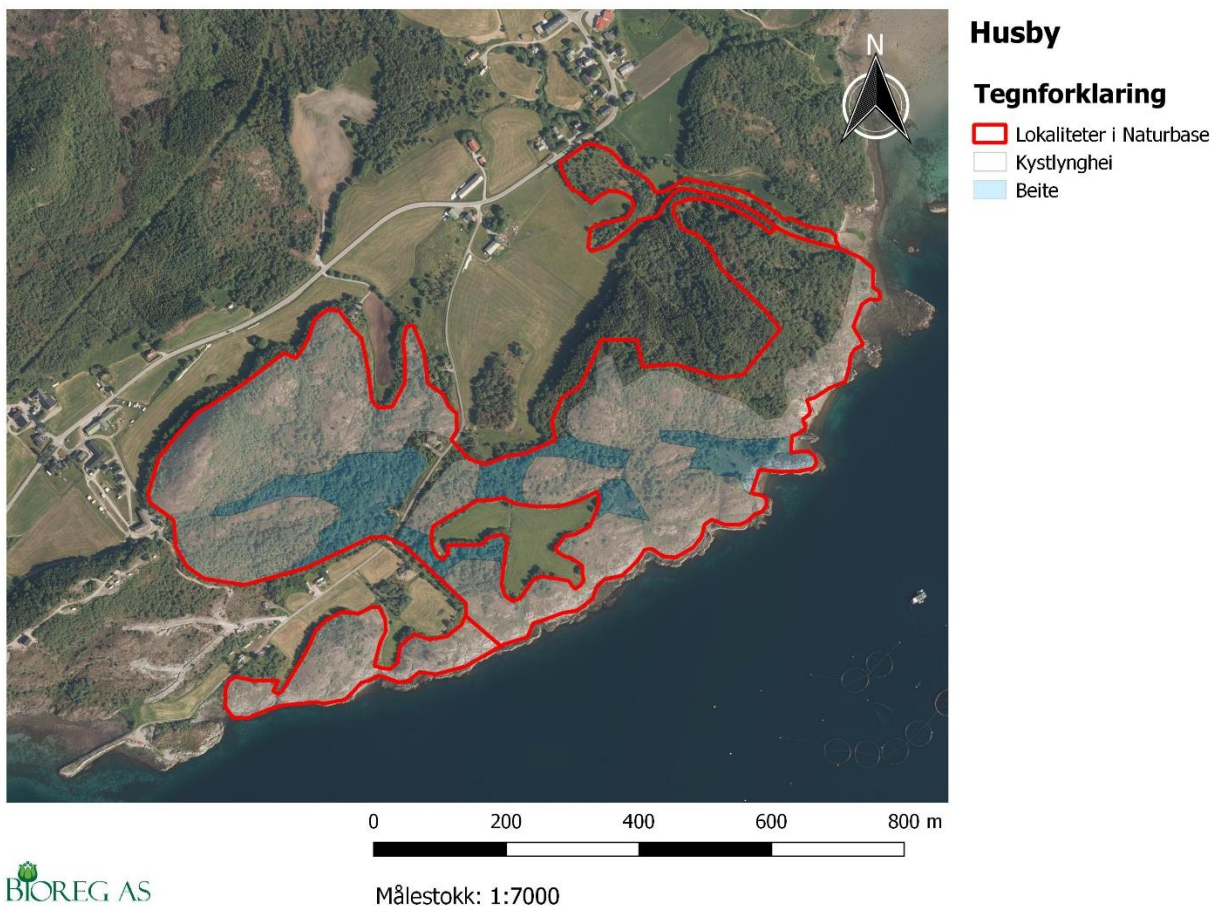 Husby
N
Tegnforklaring
Lokaliteter i Naturbase
Kystlynghei
Beite
0 200 400 600 800 m
Målestokk: 1:7000
BIOREG AS